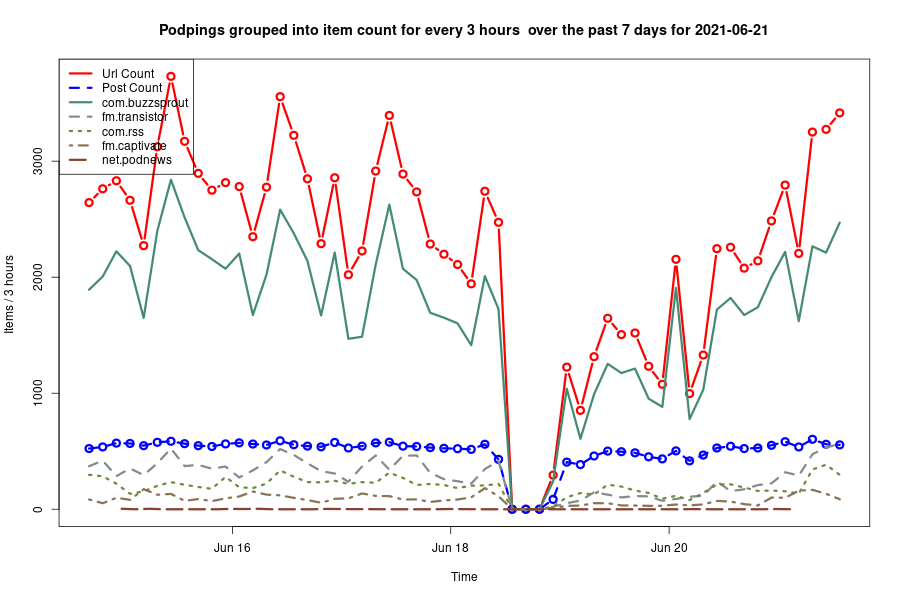 Podpings grouped into item count for every 3 hours  over the past 7 days for 2021-06-21
Url Count
Post Count
com.buzzsprout
fm.transistor
com.rss
fm.captivate
net.podnews
3000
2000
1000
0
Items / 3 hours
Jun 16
Jun 18
Jun 20
Time